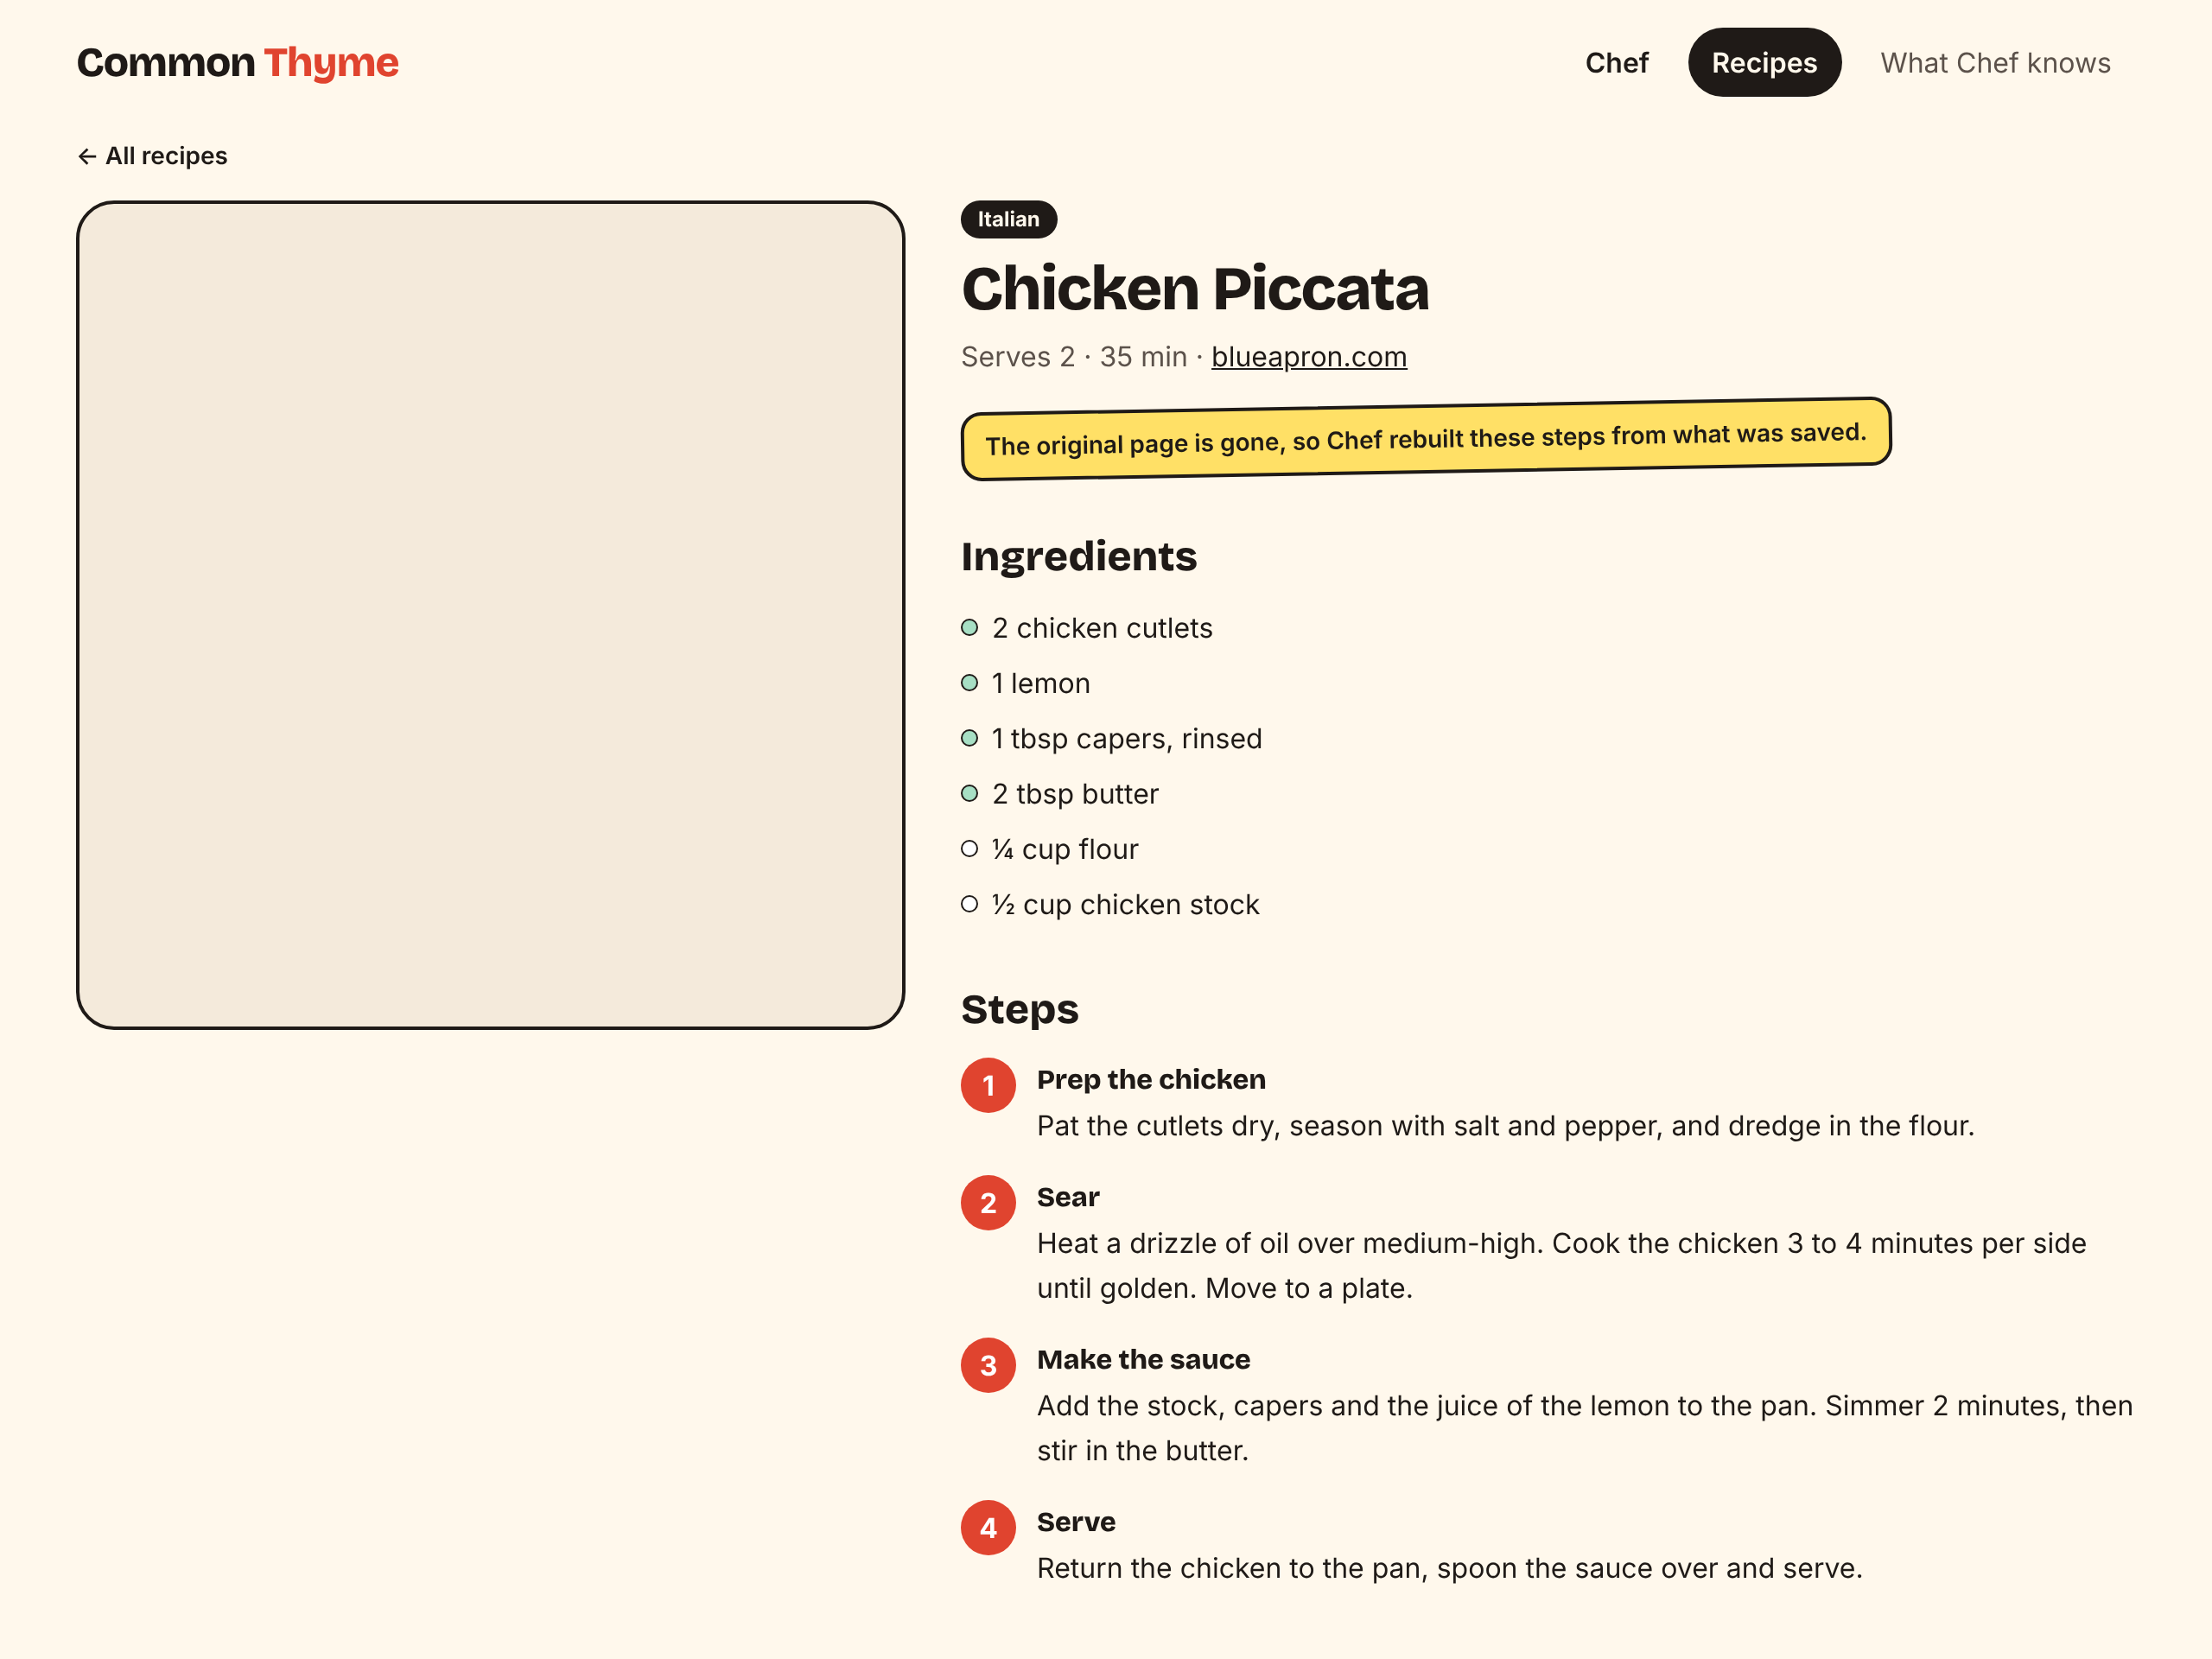 Common Thyme
Chef
Recipes
What Chef knows
← All recipes
Italian
Chicken Piccata
Serves 2 · 35 min · blueapron.com
The original page is gone, so Chef rebuilt these steps from what was saved.
Ingredients
2 chicken cutlets
1 lemon
1 tbsp capers, rinsed
2 tbsp butter
¼ cup flour
½ cup chicken stock
Steps
1
Prep the chicken
Pat the cutlets dry, season with salt and pepper, and dredge in the flour.
2
Sear
Heat a drizzle of oil over medium-high. Cook the chicken 3 to 4 minutes per side
until golden. Move to a plate.
3
Make the sauce
Add the stock, capers and the juice of the lemon to the pan. Simmer 2 minutes, then
stir in the butter.
4
Serve
Return the chicken to the pan, spoon the sauce over and serve.